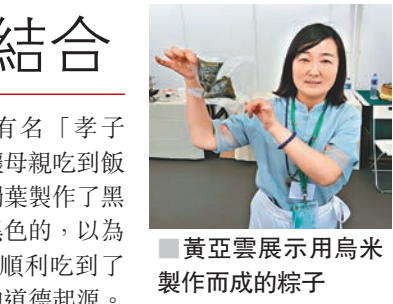 結合
有名「孝子
母親吃到飯
葉製作了黑
色的，以為
順利吃到了
道德起源。
■黃亞雲展示用烏米
製作而成的粽子